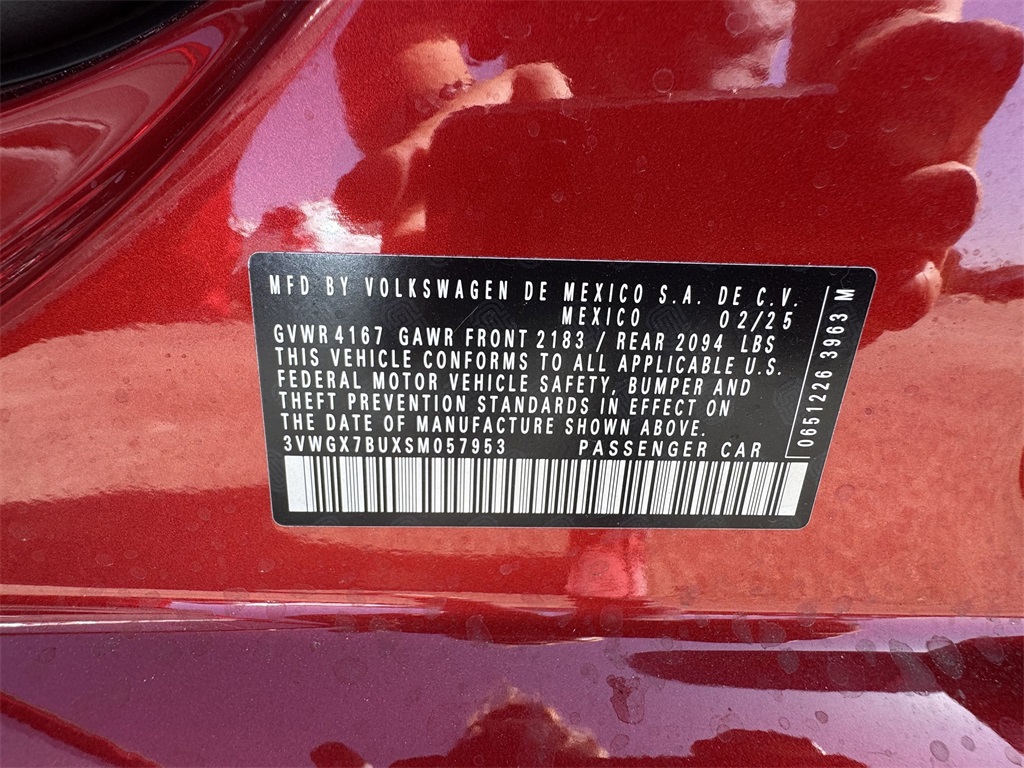 MFD BY VOLKSWAGEN DE MEXICO S.A. DE C.V.
MEXICO 02/25
GVWR 4167 GAWR FRONT 2183 / REAR 2094 LBS
THIS VEHICLE CONFORMS TO ALL APPLICABLE U.S.
FEDERAL MOTOR VEHICLE SAFETY, BUMPER AND
THEFT PREVENTION STANDARDS IN EFFECT ON
THE DATE OF MANUFACTURE SHOWN ABOVE.
3VWGX7BUXSM057953 PASSENGER CAR
0651226 3963 M